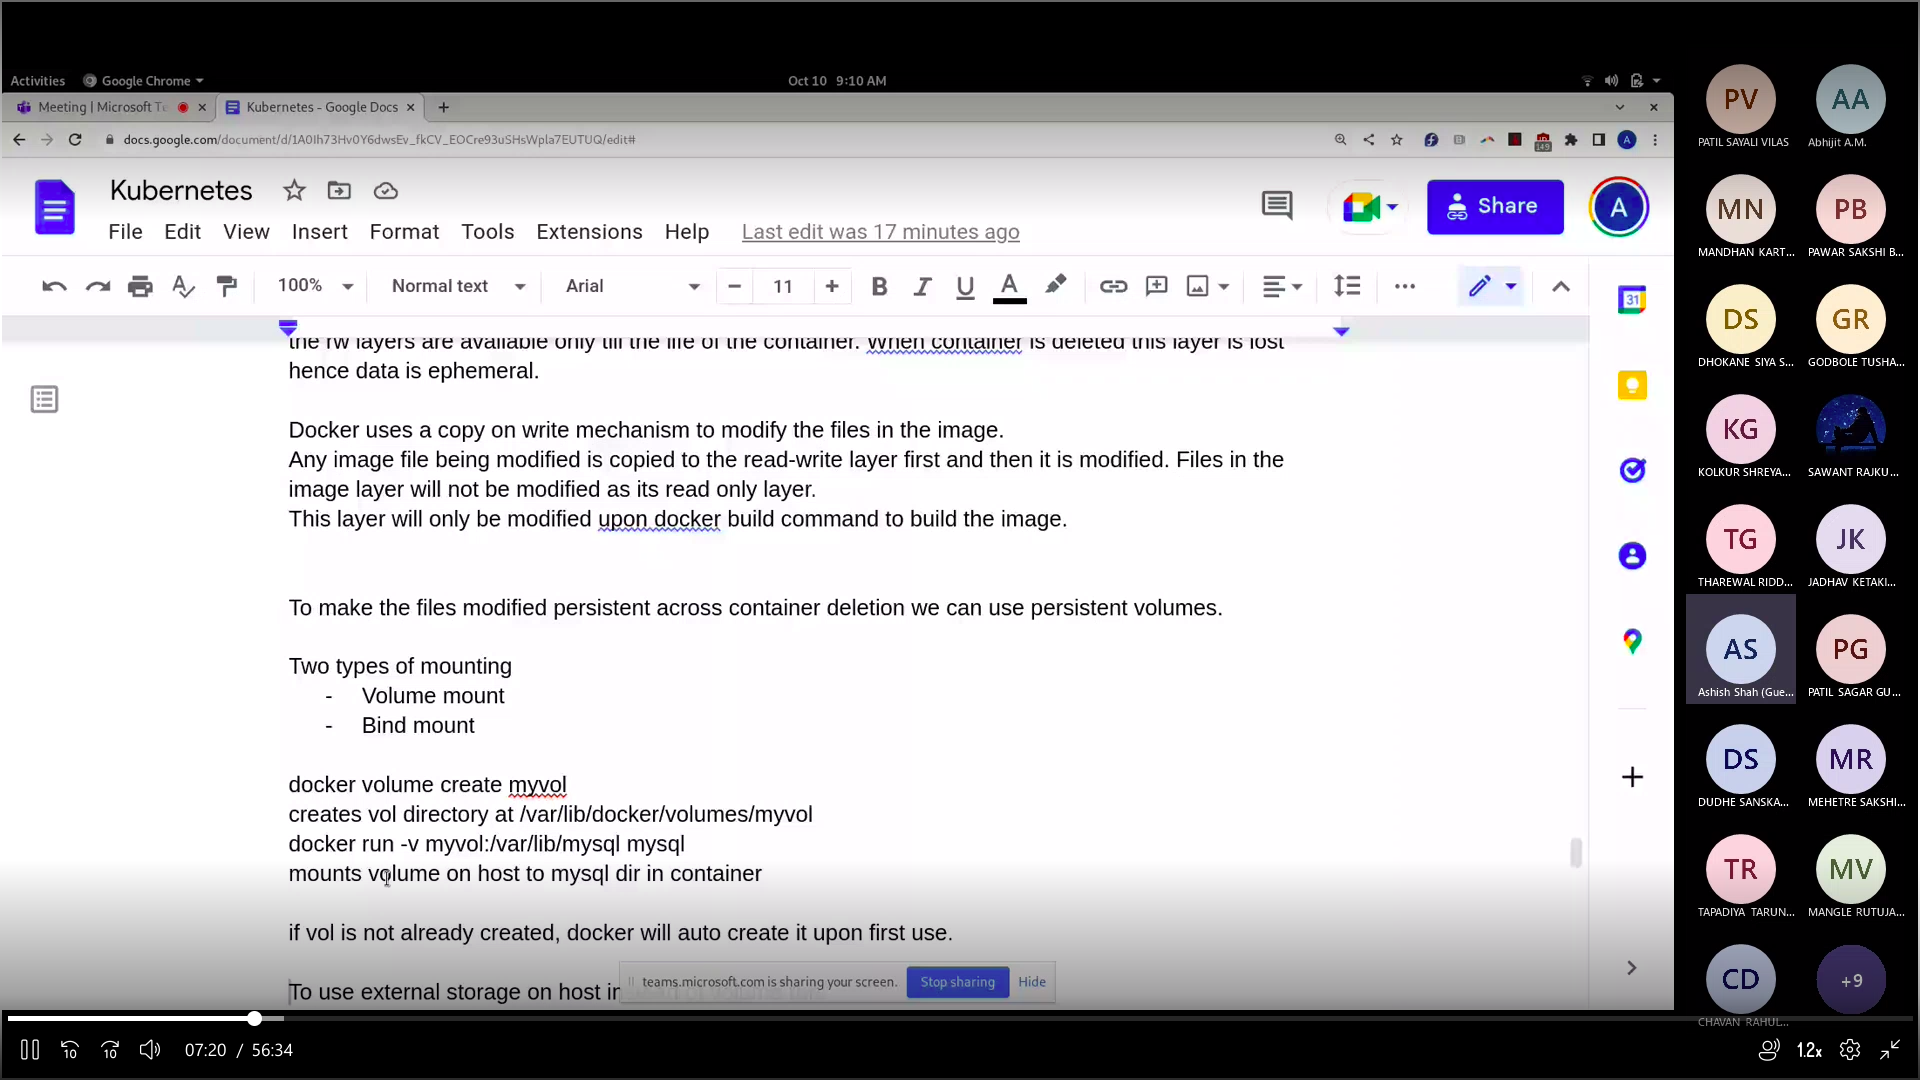 Activities
Google Chrome
Oct 10 9:10 AM
Meeting | Microsoft Te
Kubernetes - Google Docs
docs.google.com/document/d/1A0Ih73Hv0Y6dwsEv_fkCV_EOCre93uSHsWpla7EUTUQ/edit#
149
A
Kubernetes
Share
A
File Edit View Insert Format Tools Extensions Help
Last edit was 17 minutes ago
100%
Normal text
Arial
11
B I U A
31
the rw layers are available only till the life of the container. When container is deleted this layer is lost
hence data is ephemeral.
Docker uses a copy on write mechanism to modify the files in the image.
Any image file being modified is copied to the read-write layer first and then it is modified. Files in the
image layer will not be modified as its read only layer.
This layer will only be modified upon docker build command to build the image.
To make the files modified persistent across container deletion we can use persistent volumes.
Two types of mounting
- Volume mount
- Bind mount
docker volume create myvol
creates vol directory at /var/lib/docker/volumes/myvol
docker run -v myvol:/var/lib/mysql mysql
mounts volume on host to mysql dir in container
if vol is not already created, docker will auto create it upon first use.
To use external storage on host
teams.microsoft.com is sharing your screen.
Stop sharing
Hide
PV
PATIL SAYALI VILAS
AA
Abhijit A.M.
MN
MANDHAN KART...
PB
PAWAR SAKSHI B...
DS
DHOKANE SIYA S...
GR
GODBOLE TUSHA...
KG
KOLKUR SHREYA...
SAWANT RAJKU...
TG
THAREWAL RIDD...
JK
JADHAV KETAKI...
AS
Ashish Shah (Gue...
PG
PATIL SAGAR GU...
DS
DUDHE SANSKA...
MR
MEHETRE SAKSHI...
TR
TAPADIYA TARUN...
MV
MANGLE RUTUJA...
CD
CHAVAN RAHUL...
+9
10
10
07:20 / 56:34
1.2x